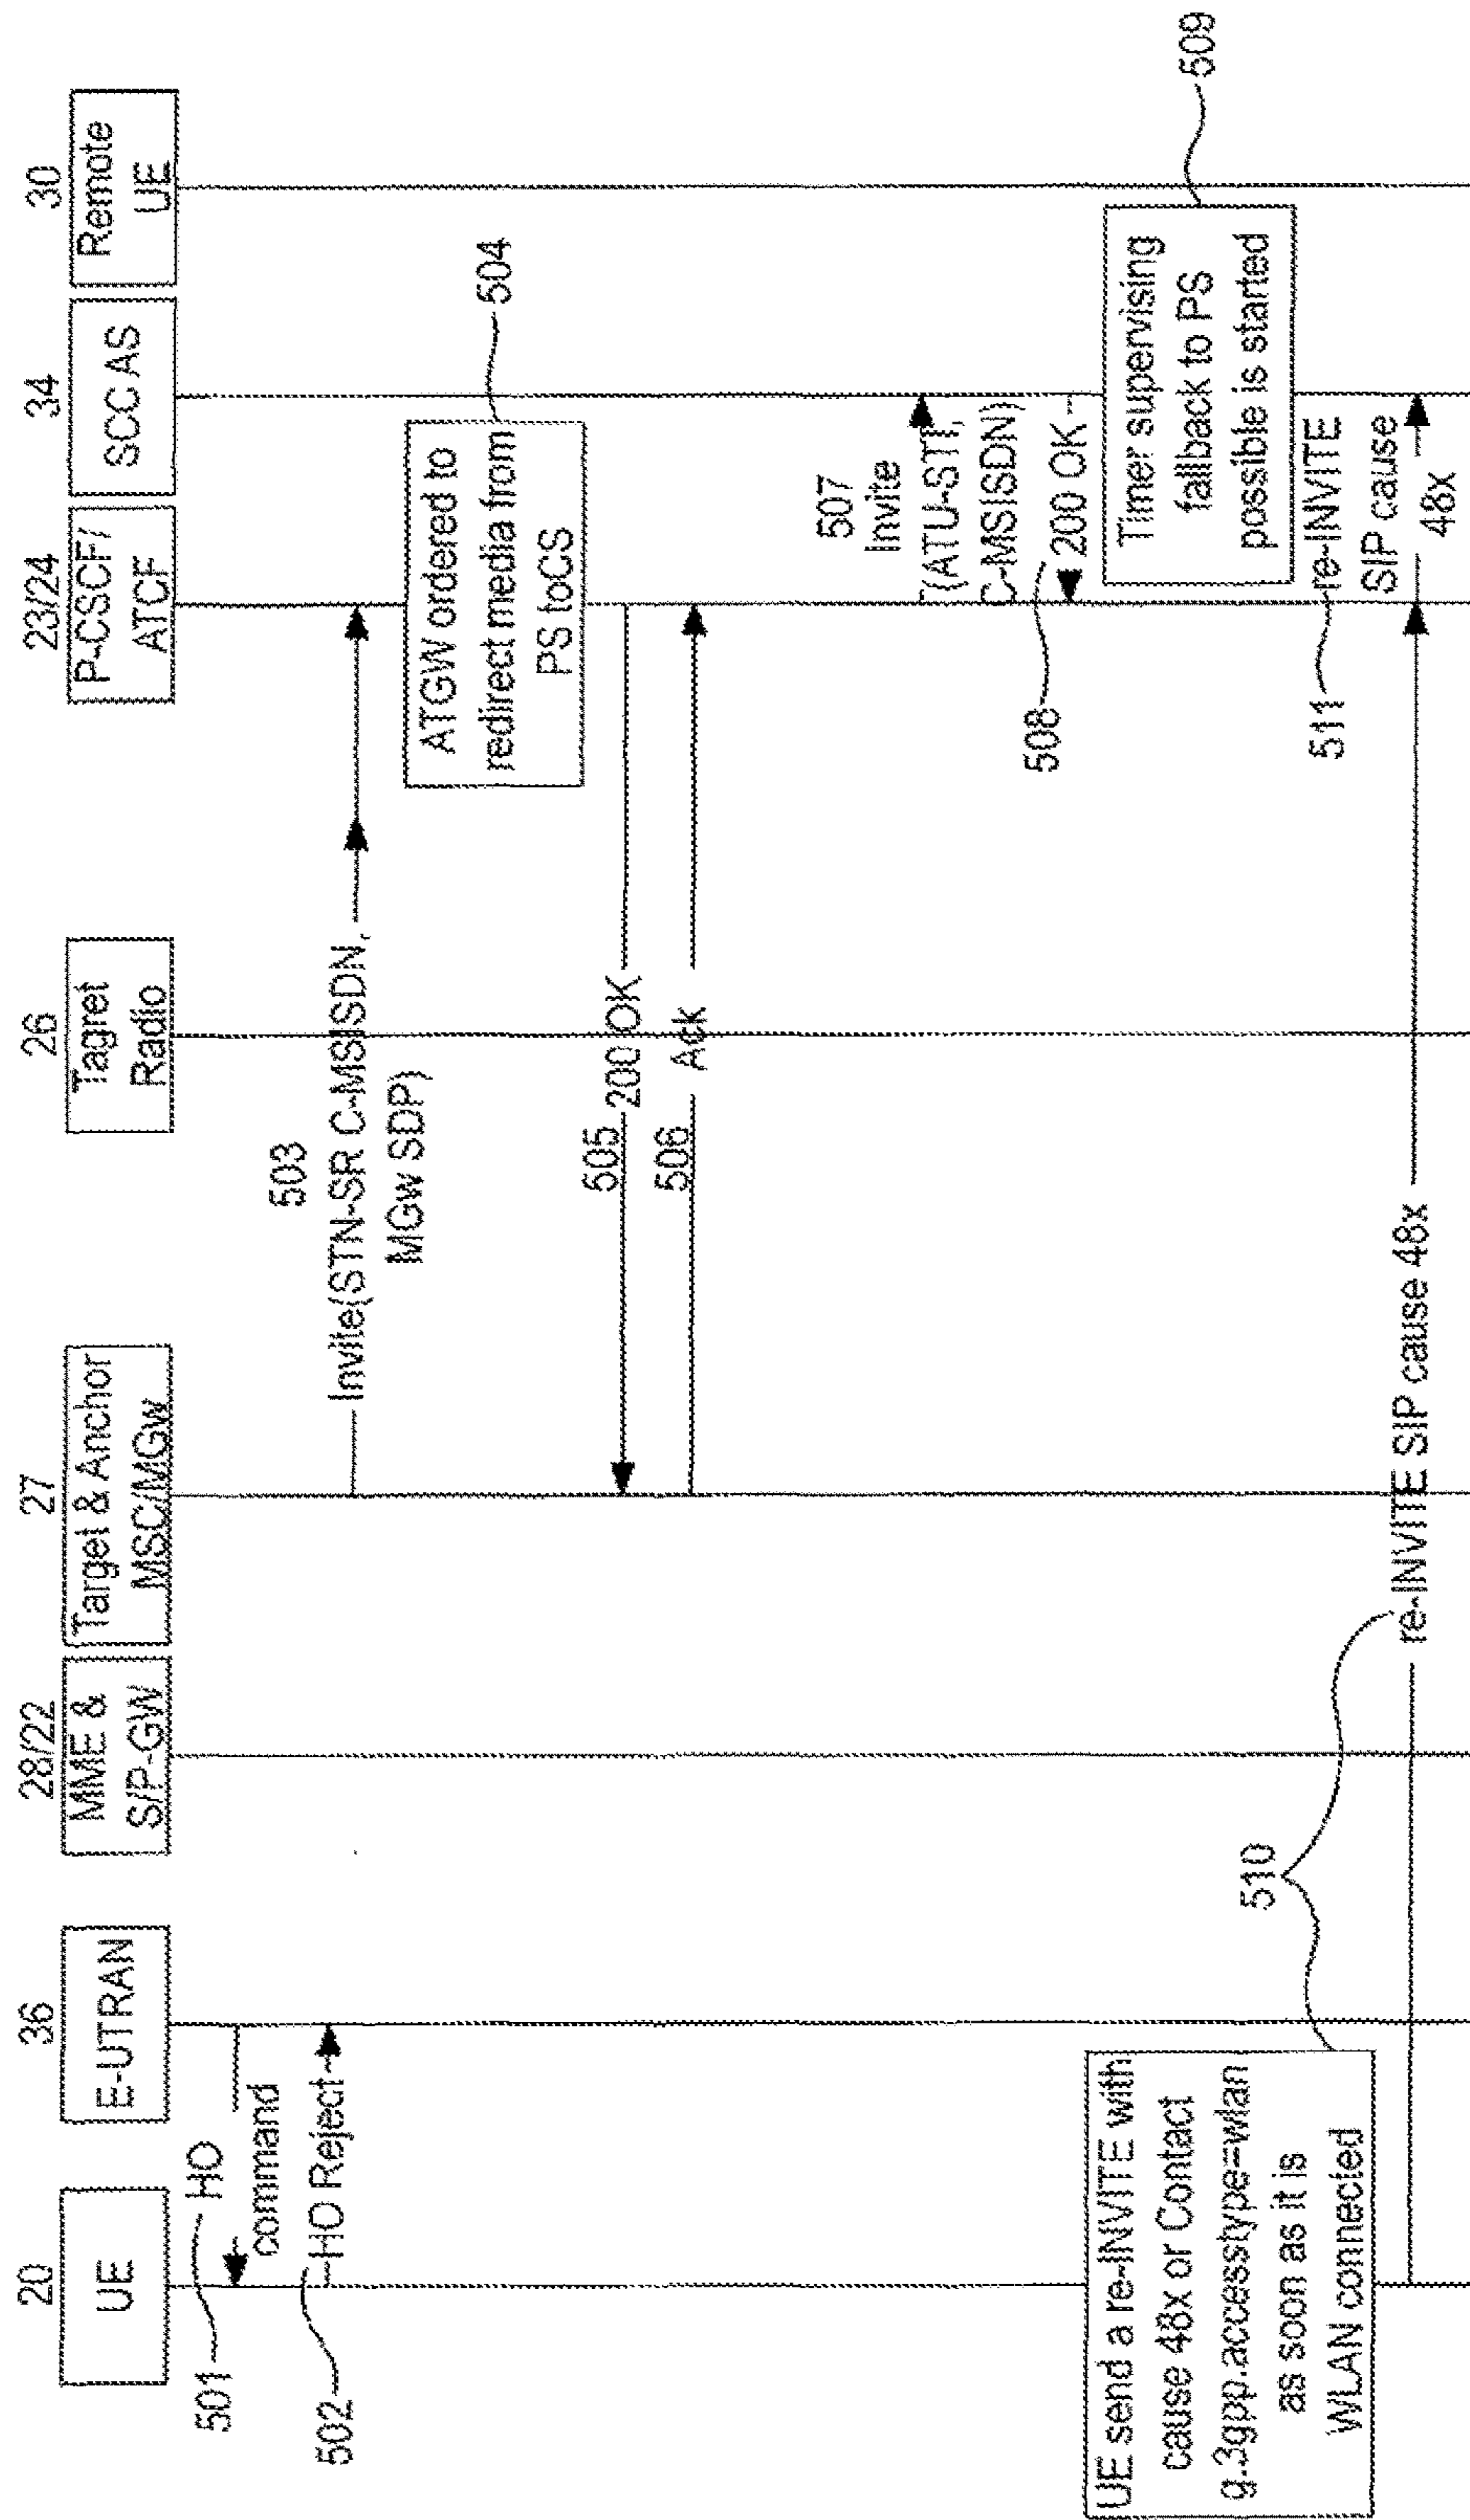 20
UE
36
E-UTRAN
28/22
MME &
S/P-GW
27
Target & Anchor
MSC/MGw
26
Tagret
Radio
23/24
P-CSCF/
ATCF
34
SCC AS
30
Remote
UE
501
HO
command
502
HO Reject
503
Invite(STN-SR C-MSISDN,
MGw SDP)
ATGW ordered to
redirect media from
PS toCS
504
505
200 OK
506
Ack
507
Invite
(ATU-STI,
C-MSISDN)
508
200 OK
Timer supervising
fallback to PS
possible is started
509
UE send a re-INVITE with
cause 48x or Contact
g.3gpp.accesstype=wlan
as soon as it is
WLAN connected
510
re-INVITE SIP cause 48x
511
re-INVITE
SIP cause
48x